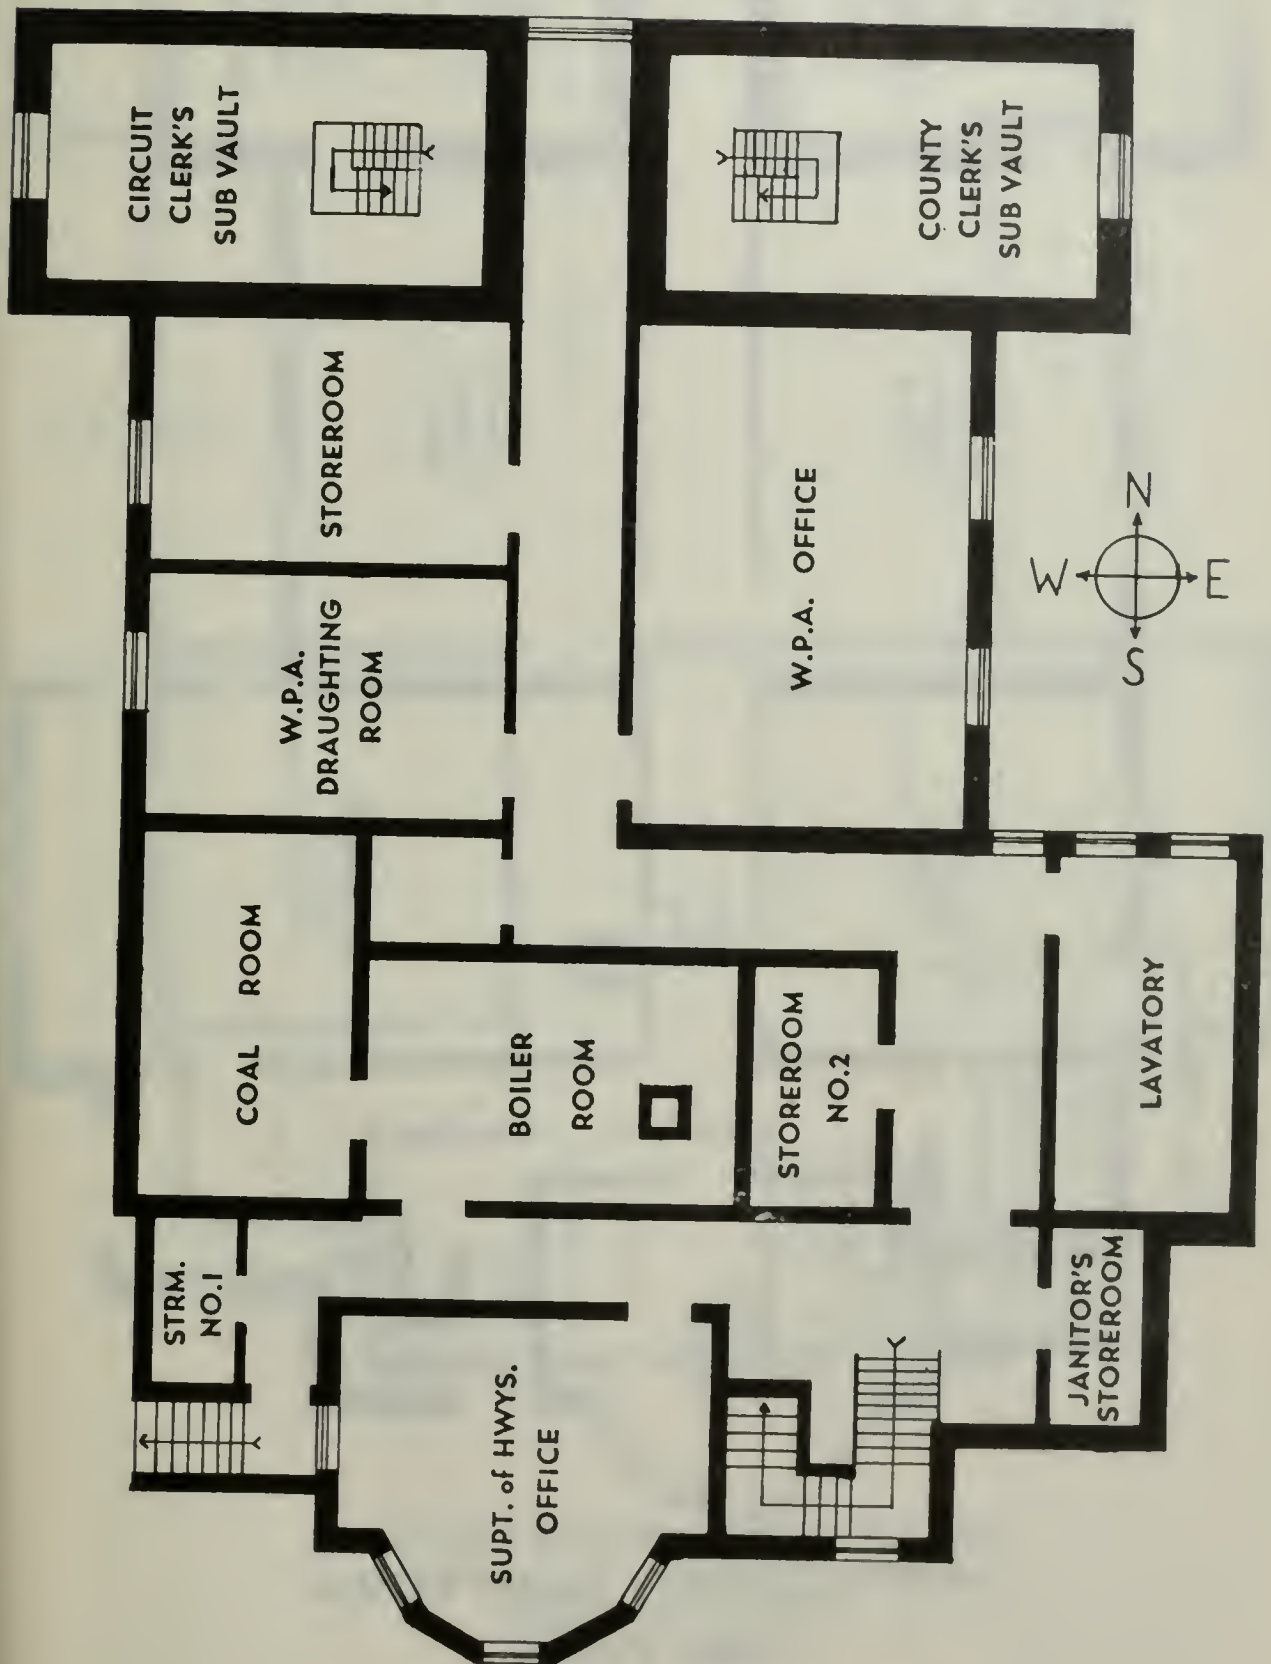 CIRCUIT
CLERK'S
SUB VAULT
COUNTY
CLERK'S
SUB VAULT
STOREROOM
W.P.A.
DRAUGHTING
ROOM
W.P.A. OFFICE
N
W
E
S
COAL ROOM
BOILER
ROOM
STOREROOM
NO.2
LAVATORY
STRM.
NO.1
SUPT. of HWYS.
OFFICE
JANITOR'S
STOREROOM